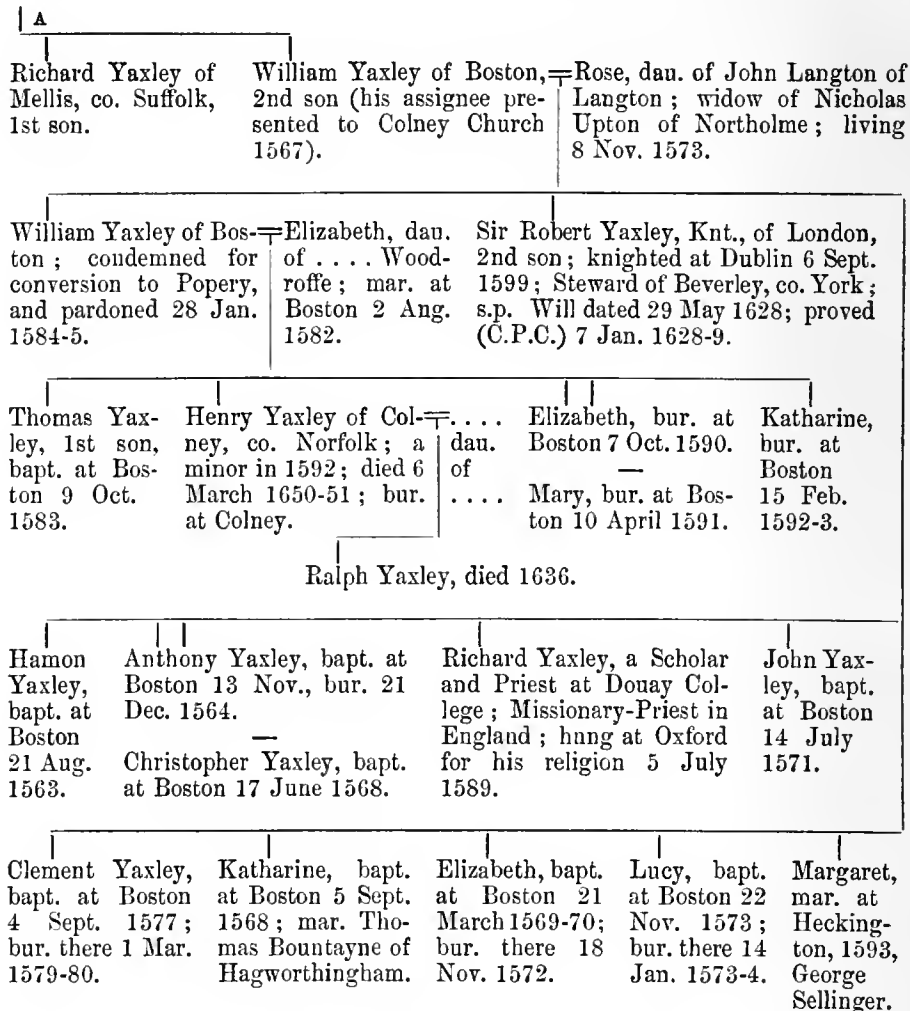 A
Richard Yaxley of
Mellis, co. Suffolk,
1st son.
William Yaxley of Boston,
2nd son (his assignee pre-
sented to Colney Church
1567).
Rose, dau. of John Langton of
Langton ; widow of Nicholas
Upton of Northolme ; living
8 Nov. 1573.
William Yaxley of Bos-
ton ; condemned for
conversion to Popery,
and pardoned 28 Jan.
1584-5.
Elizabeth, dau.
of .... Wood-
roffe ; mar. at
Boston 2 Aug.
1582.
Sir Robert Yaxley, Knt., of London,
2nd son ; knighted at Dublin 6 Sept.
1599 ; Steward of Beverley, co. York ;
s.p. Will dated 29 May 1628; proved
(C.P.C.) 7 Jan. 1628-9.
Thomas Yax-
ley, 1st son,
bapt. at Bos-
ton 9 Oct.
1583.
Henry Yaxley of Col-
ney, co. Norfolk ; a
minor in 1592 ; died 6
March 1650-51 ; bur.
at Colney.
....
dau.
of
....
Elizabeth, bur. at
Boston 7 Oct. 1590.
—
Mary, bur. at Bos-
ton 10 April 1591.
Katharine,
bur. at
Boston
15 Feb.
1592-3.
Ralph Yaxley, died 1636.
Hamon
Yaxley,
bapt. at
Boston
21 Aug.
1563.
Anthony Yaxley, bapt. at
Boston 13 Nov., bur. 21
Dec. 1564.
—
Christopher Yaxley, bapt.
at Boston 17 June 1568.
Richard Yaxley, a Scholar
and Priest at Douay Col-
lege ; Missionary-Priest in
England ; hung at Oxford
for his religion 5 July
1589.
John Yax-
ley, bapt.
at Boston
14 July
1571.
Clement Yaxley,
bapt. at Boston
4 Sept. 1577 ;
bur. there 1 Mar.
1579-80.
Katharine, bapt.
at Boston 5 Sept.
1568 ; mar. Tho-
mas Bountayne of
Hagworthingham.
Elizabeth, bapt.
at Boston 21
March 1569-70;
bur. there 18
Nov. 1572.
Lucy, bapt.
at Boston 22
Nov. 1573 ;
bur. there 14
Jan. 1573-4.
Margaret,
mar. at
Hecking-
ton, 1593,
George
Sellinger.